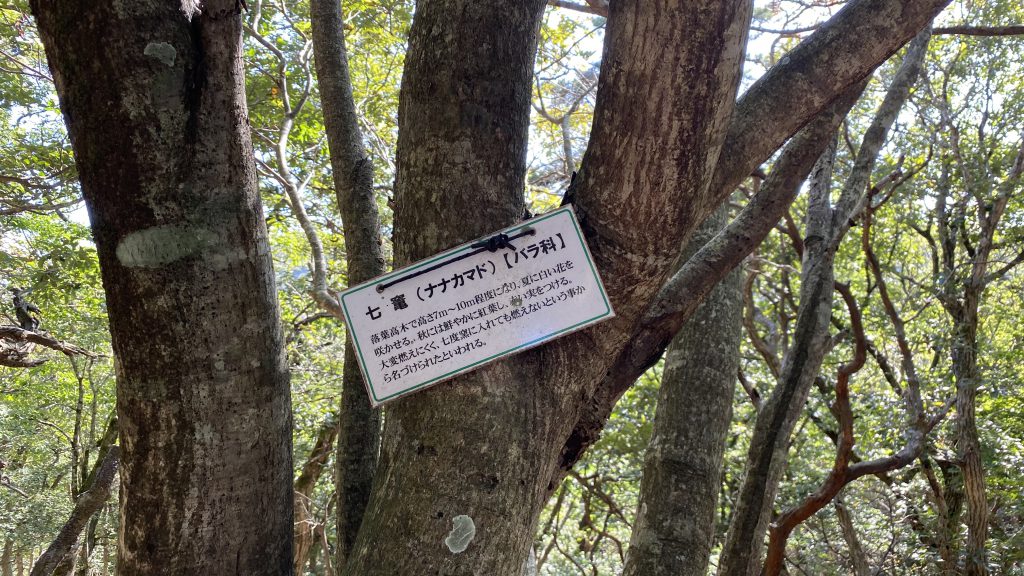 七竈（ナナカマド）【バラ科】
落葉高木で高さ7m～10m程度になり、夏に白い花を
咲かせる。秋には鮮やかに紅葉し、い実をつける。
大変燃えにくく、七度窯に入れても燃えないという事か
ら名づけられたといわれる。